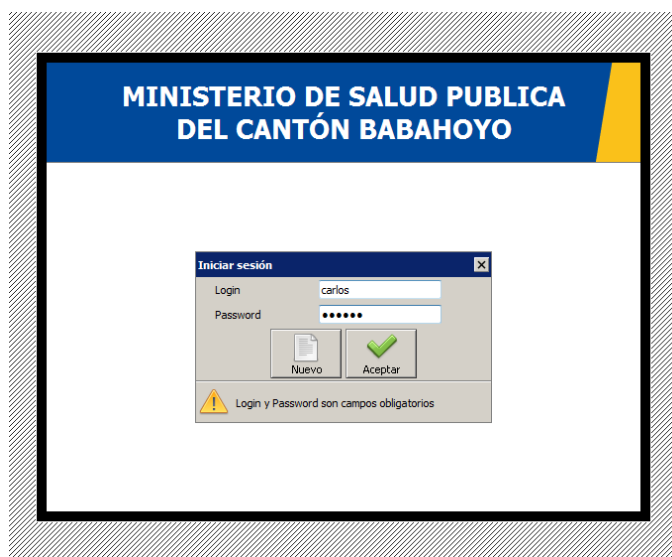 MINISTERIO DE SALUD PUBLICA
DEL CANTÓN BABAHOYO
Iniciar sesión
Login carlos
Password ••••••
Nuevo Aceptar
Login y Password son campos obligatorios